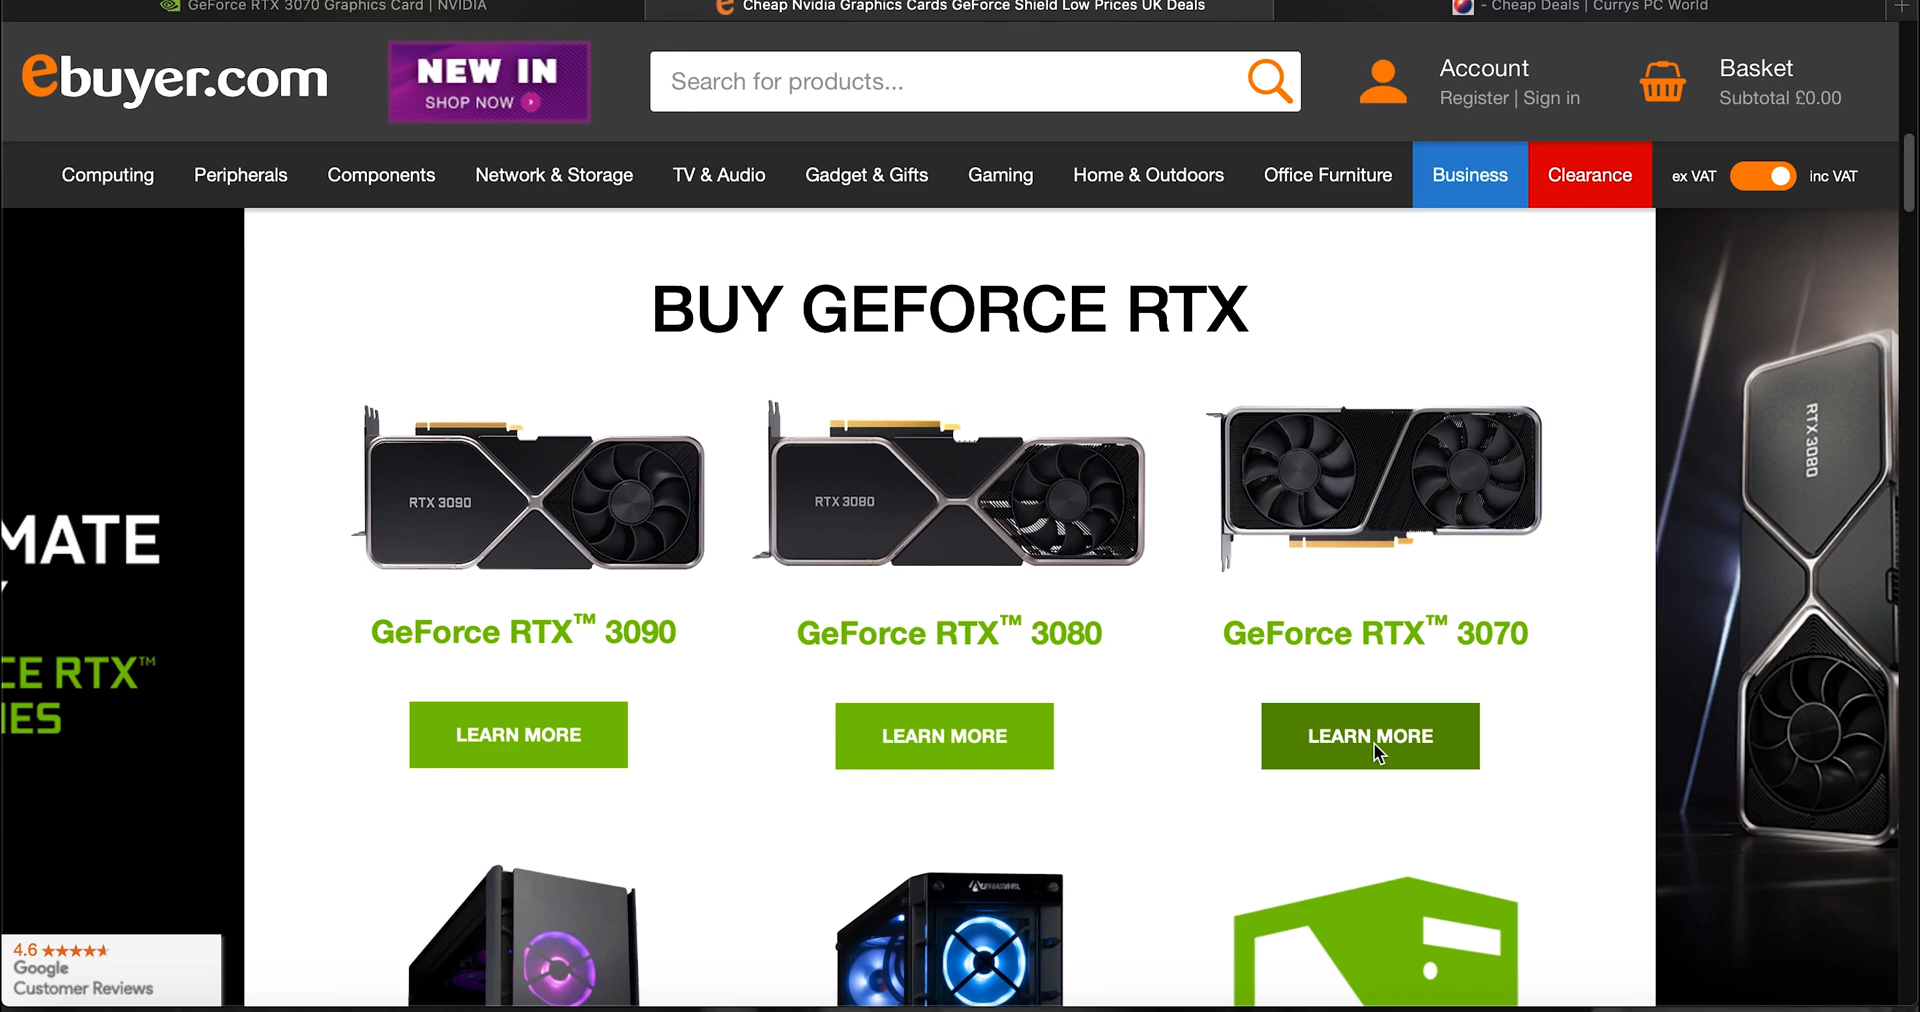 GeForce RTX 3070 Graphics Card | NVIDIA
Cheap Nvidia Graphics Cards GeForce Shield Low Prices UK Deals
- Cheap Deals | Currys PC World
ebuyer.com
NEW IN
SHOP NOW
Search for products...
Account
Register | Sign in
Basket
Subtotal £0.00
Computing
Peripherals
Components
Network & Storage
TV & Audio
Gadget & Gifts
Gaming
Home & Outdoors
Office Furniture
Business
Clearance
ex VAT
inc VAT
BUY GEFORCE RTX
RTX 3090
RTX 3080
RTX 3080
MATE
CE RTX™
IES
GeForce RTX™ 3090
GeForce RTX™ 3080
GeForce RTX™ 3070
LEARN MORE
LEARN MORE
LEARN MORE
4.6
Google
Customer Reviews